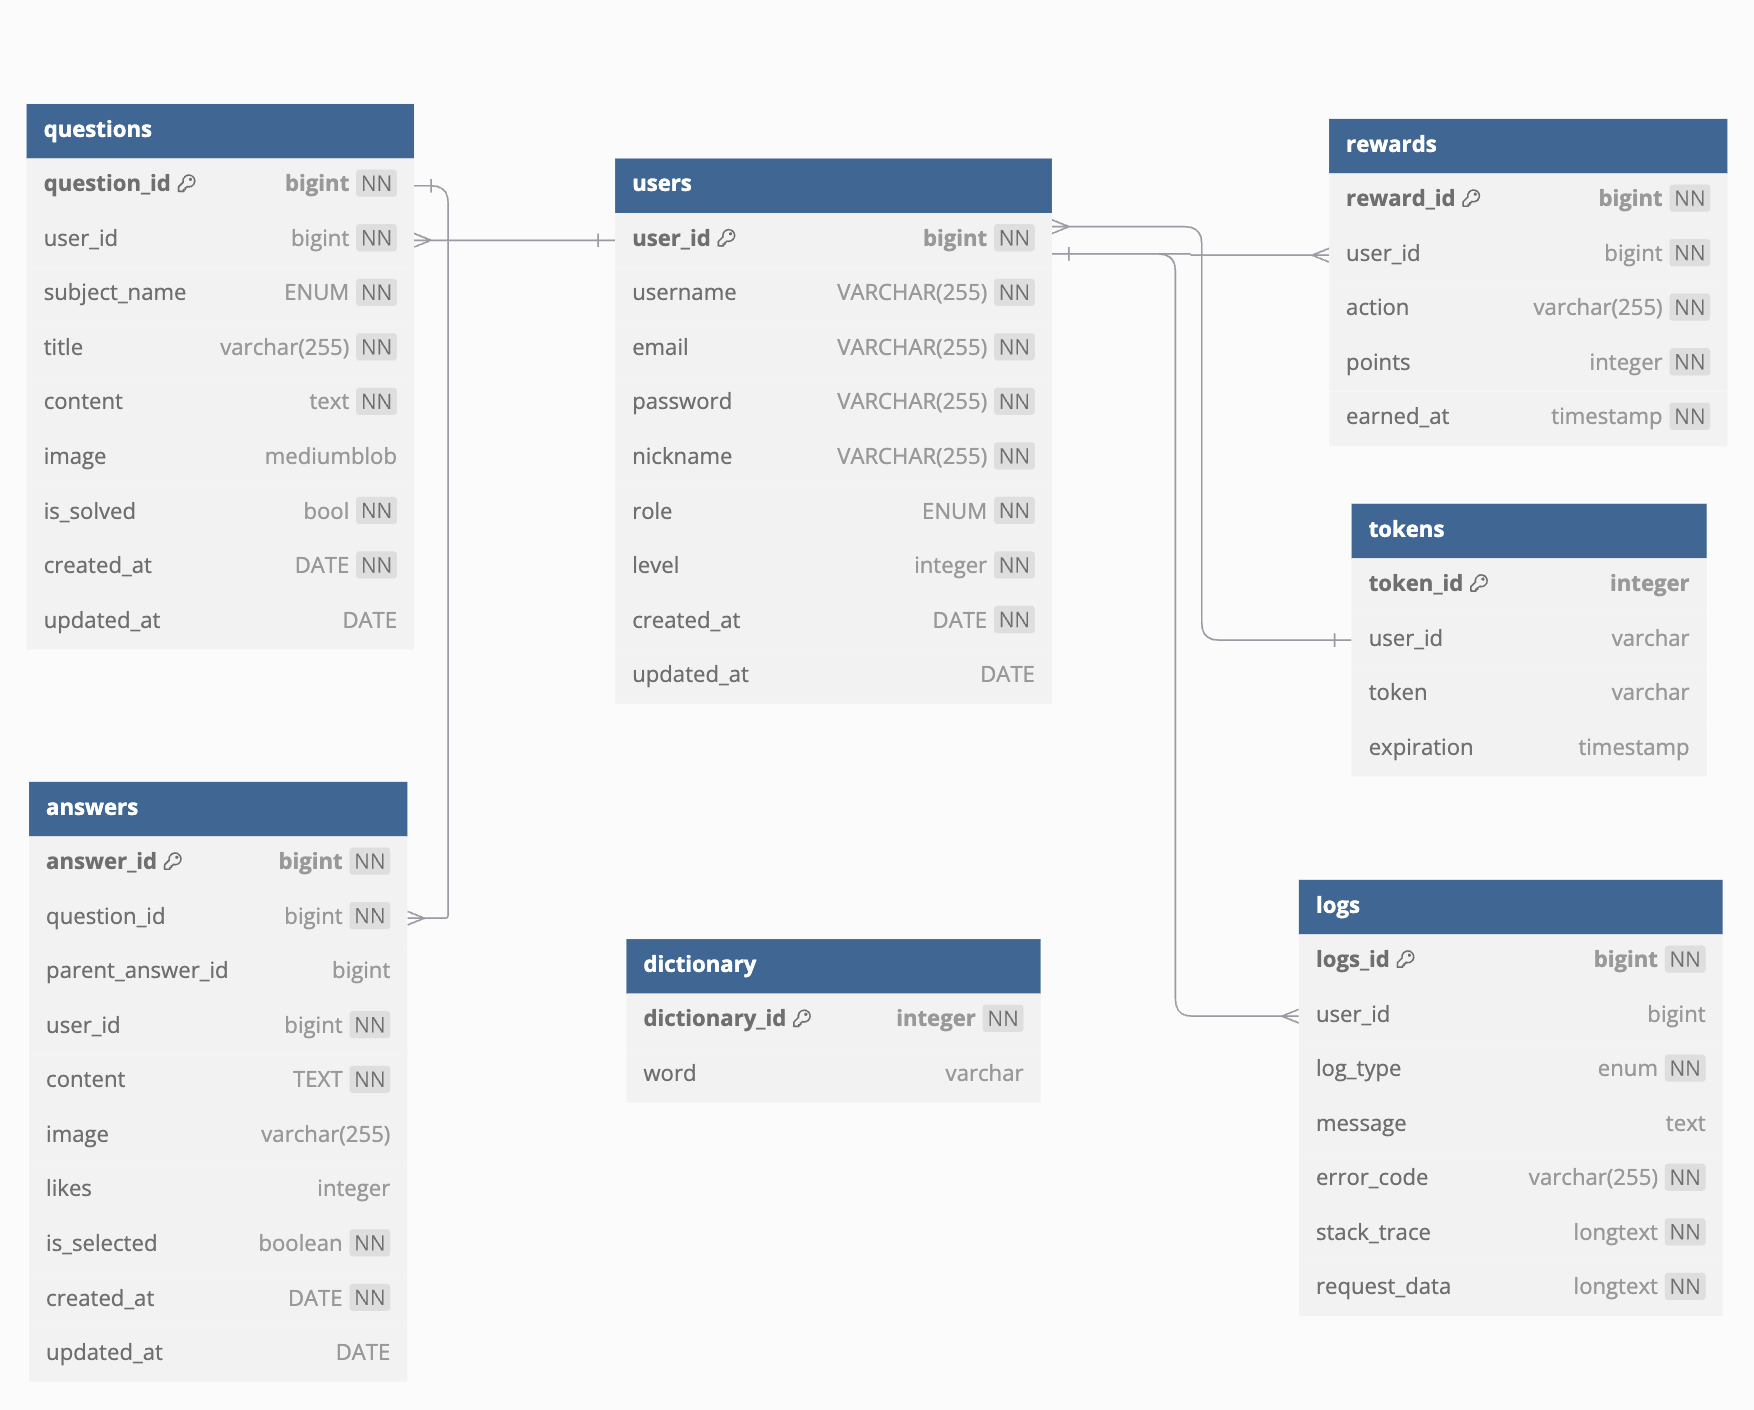 questions
question_id bigint NN
user_id bigint NN
subject_name ENUM NN
title varchar(255) NN
content text NN
image mediumblob
is_solved bool NN
created_at DATE NN
updated_at DATE
users
user_id bigint NN
username VARCHAR(255) NN
email VARCHAR(255) NN
password VARCHAR(255) NN
nickname VARCHAR(255) NN
role ENUM NN
level integer NN
created_at DATE NN
updated_at DATE
rewards
reward_id bigint NN
user_id bigint NN
action varchar(255) NN
points integer NN
earned_at timestamp NN
tokens
token_id integer
user_id varchar
token varchar
expiration timestamp
answers
answer_id bigint NN
question_id bigint NN
parent_answer_id bigint
user_id bigint NN
content TEXT NN
image varchar(255)
likes integer
is_selected boolean NN
created_at DATE NN
updated_at DATE
dictionary
dictionary_id integer NN
word varchar
logs
logs_id bigint NN
user_id bigint
log_type enum NN
message text
error_code varchar(255) NN
stack_trace longtext NN
request_data longtext NN